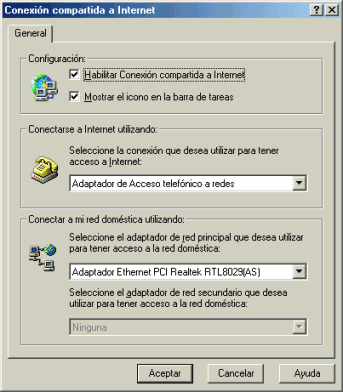 Conexión compartida a Internet
General
Configuración:
Habilitar Conexión compartida a Internet
Mostrar el icono en la barra de tareas
Conectarse a Internet utilizando:
Seleccione la conexión que desea utilizar para tener
acceso a Internet:
Adaptador de Acceso telefónico a redes
Conectar a mi red doméstica utilizando:
Seleccione el adaptador de red principal que desea utilizar
para tener acceso a la red doméstica:
Adaptador Ethernet PCI Realtek RTL8029(AS)
Seleccione el adaptador de red secundario que desea
utilizar para tener acceso a la red doméstica:
Ninguna
Aceptar
Cancelar
Ayuda